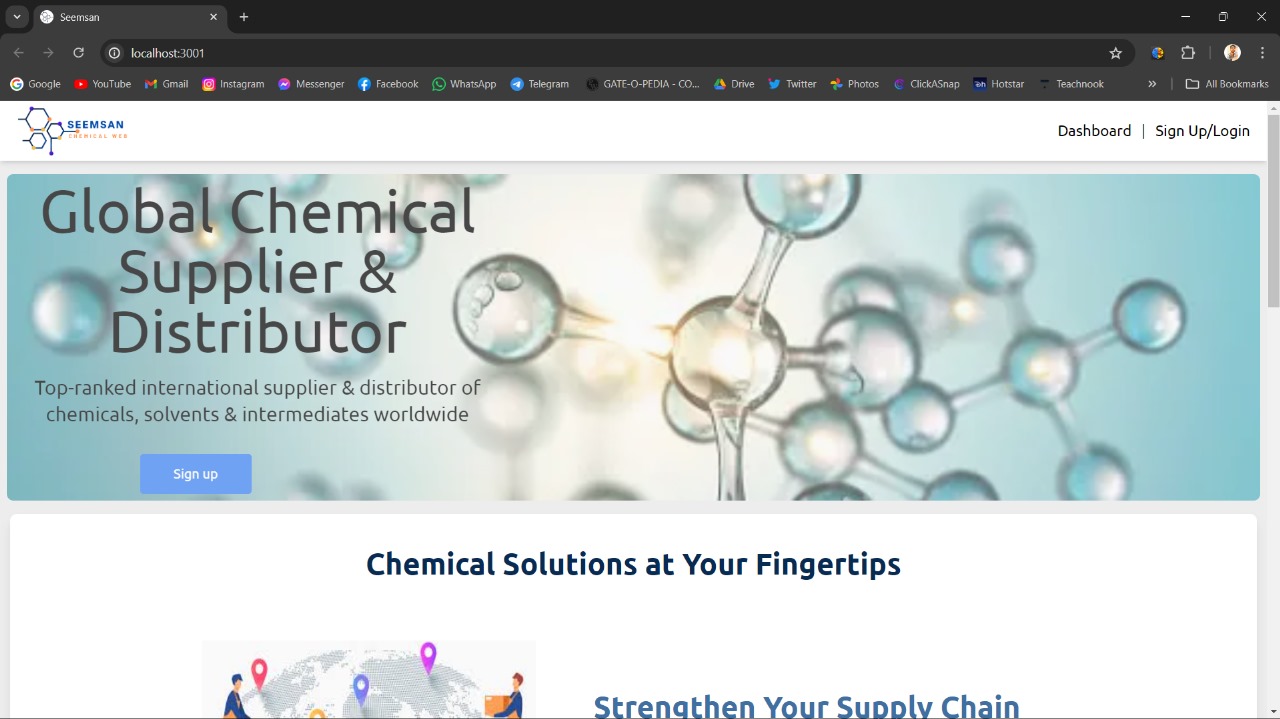 Seemsan
localhost:3001
Google YouTube Gmail Instagram Messenger Facebook WhatsApp Telegram GATE-O-PEDIA - CO... Drive Twitter Photos ClickASnap Hotstar Teachnook » All Bookmarks
SEEMSAN
CHEMICAL WEB
Dashboard | Sign Up/Login
Global Chemical
Supplier &
Distributor
Top-ranked international supplier & distributor of
chemicals, solvents & intermediates worldwide
Sign up
Chemical Solutions at Your Fingertips
Strengthen Your Supply Chain